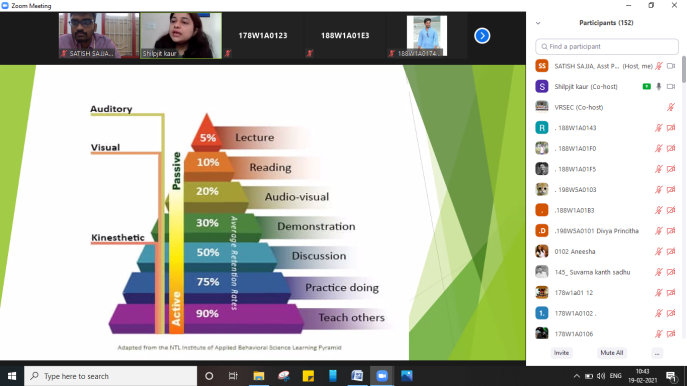 Zoom Meeting
SATISH SAJJA...
Shilpjit kaur
178W1A0123
188W1A01E3
188W1A0174...
Participants (152)
Find a participant
SS
SATISH SAJJA, Asst P... (Host, me)
S
Shilpjit kaur (Co-host)
VRSEC (Co-host)
R
. 188W1A0143
. 188W1A01F0
. 188W1A01F5
. 198W5A0103
.
.188W1A01B3
.D
.198W5A0101 Divya Prinotha
0102 Aneesha
145_ Suvarna kanth sadhu
178w1a01 12
1.
178W1A0102 .
178W1A0106
Invite
Mute All
...
Auditory
Visual
Kinesthetic
Passive
Active
Average Retention Rates
5%
Lecture
10%
Reading
20%
Audio-visual
30%
Demonstration
50%
Discussion
75%
Practice doing
90%
Teach others
Adapted from the NTL Institute of Applied Behavioral Science Learning Pyramid
Type here to search
ENG
10:43
19-02-2021